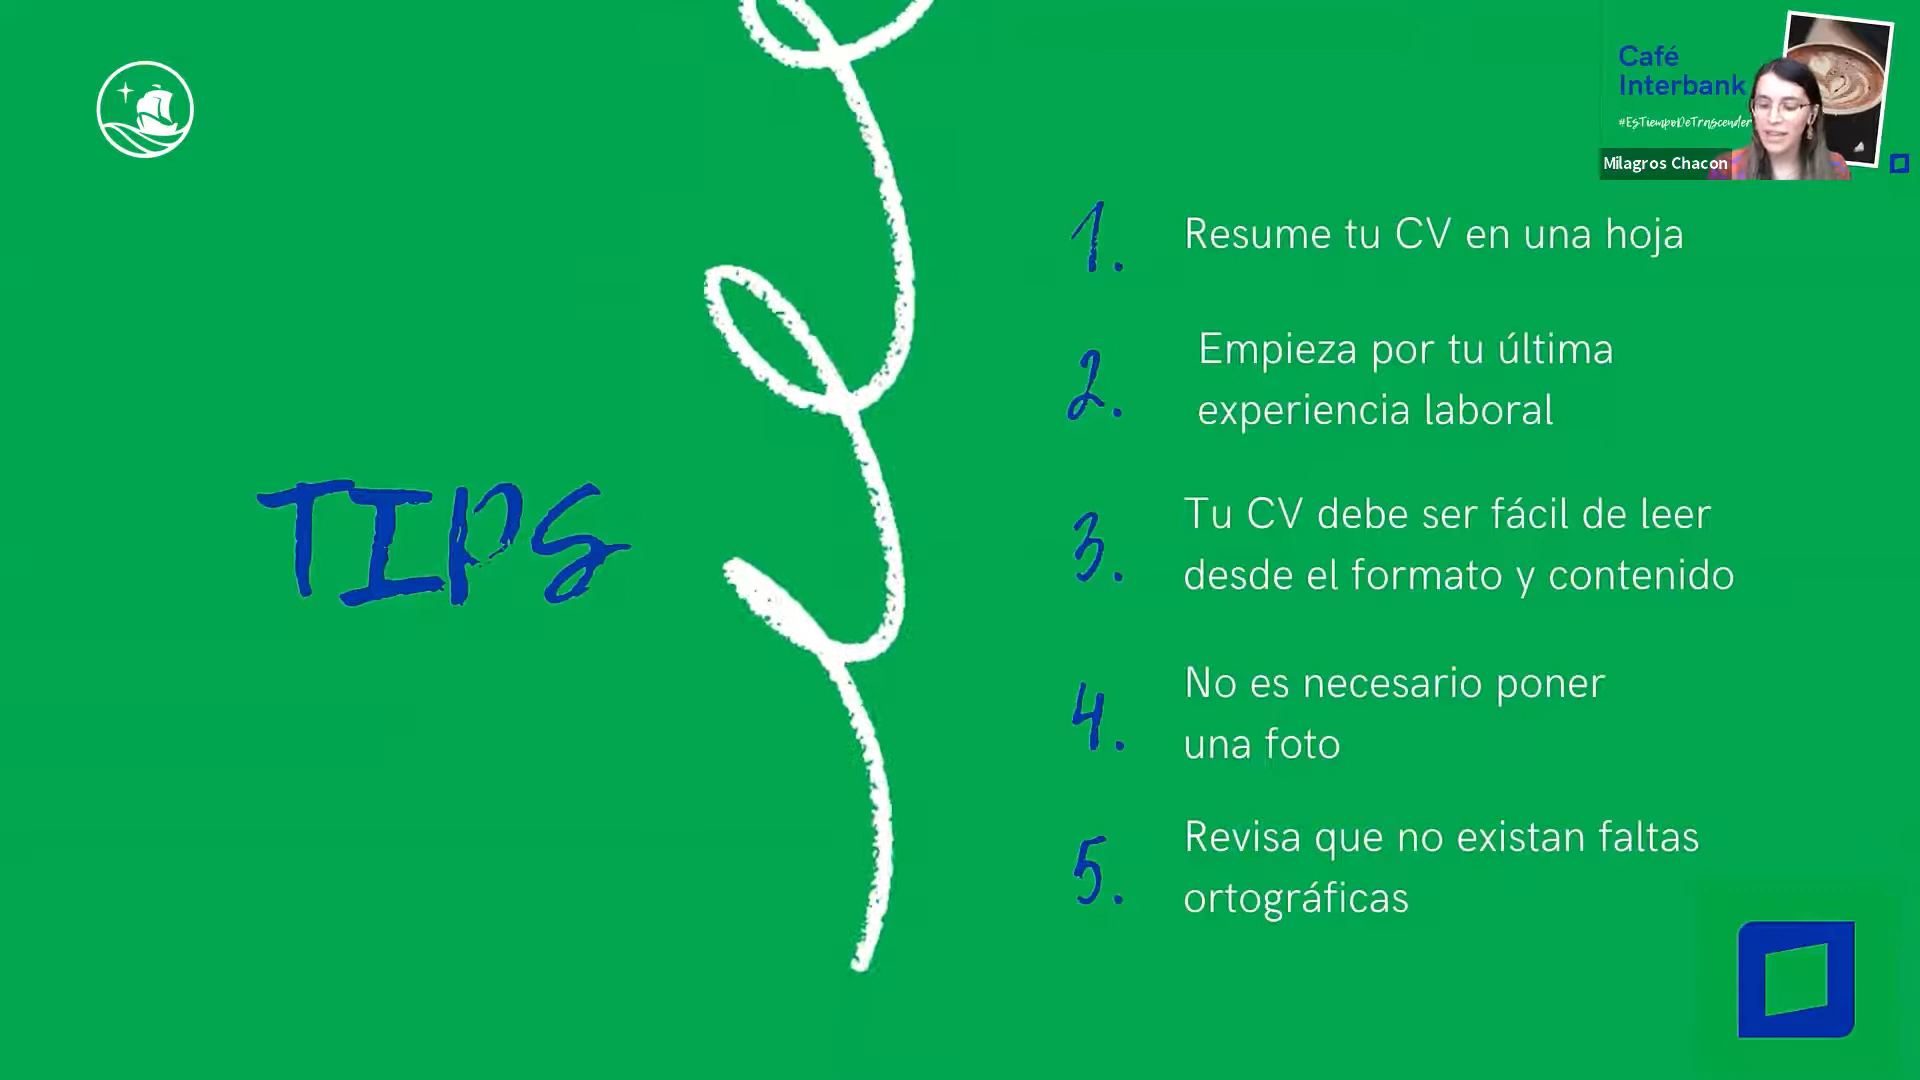 Café
Interbank
#EsTiempoDeTrascender
Milagros Chacon
TIPS
1. Resume tu CV en una hoja
2. Empieza por tu última
experiencia laboral
3. Tu CV debe ser fácil de leer
desde el formato y contenido
4. No es necesario poner
una foto
5. Revisa que no existan faltas
ortográficas